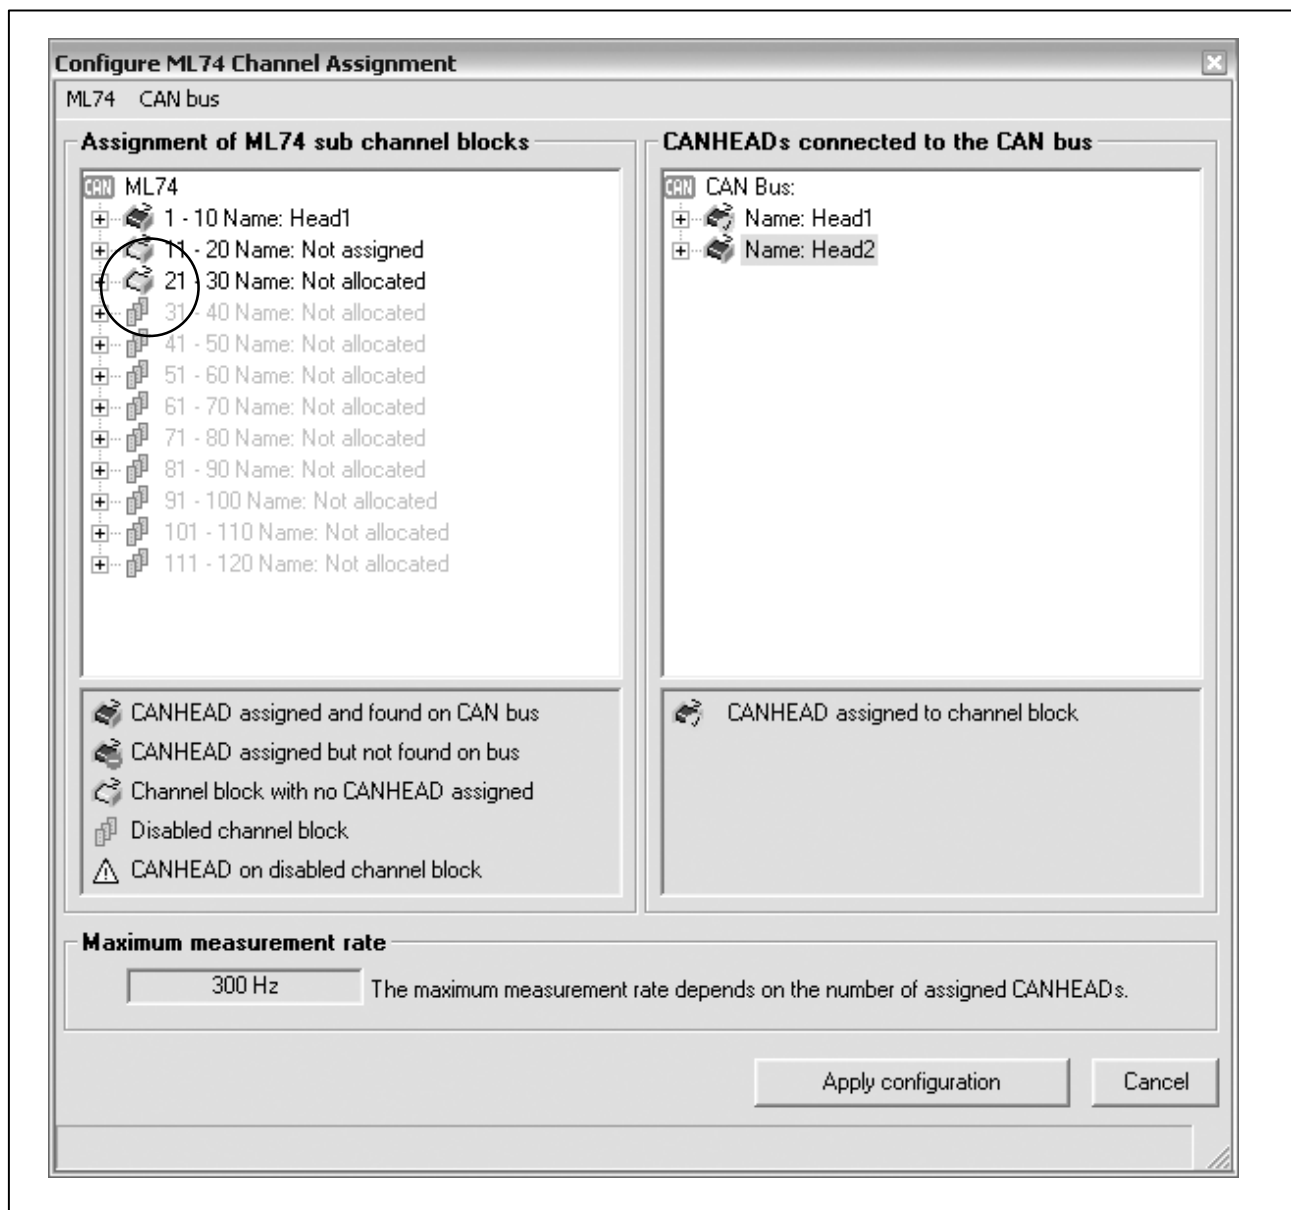 Configure ML74 Channel Assignment
ML74 CAN bus
Assignment of ML74 sub channel blocks
CAN ML74
1 - 10 Name: Head1
11 - 20 Name: Not assigned
21 - 30 Name: Not allocated
31 - 40 Name: Not allocated
41 - 50 Name: Not allocated
51 - 60 Name: Not allocated
61 - 70 Name: Not allocated
71 - 80 Name: Not allocated
81 - 90 Name: Not allocated
91 - 100 Name: Not allocated
101 - 110 Name: Not allocated
111 - 120 Name: Not allocated
CANHEAD assigned and found on CAN bus
CANHEAD assigned but not found on bus
Channel block with no CANHEAD assigned
Disabled channel block
CANHEAD on disabled channel block
CANHEADs connected to the CAN bus
CAN CAN Bus:
Name: Head1
Name: Head2
CANHEAD assigned to channel block
Maximum measurement rate
300 Hz The maximum measurement rate depends on the number of assigned CANHEADs.
Apply configuration Cancel